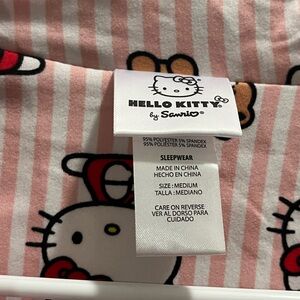 HELLO KITTY
by Sanrio
95% POLYESTER 5% SPANDEX
95% POLIÉSTER 5% SPANDEX
SLEEPWEAR
MADE IN CHINA
HECHO EN CHINA
SIZE : MEDIUM
TALLA : MEDIANO
CARE ON REVERSE
VER AL DORSO PARA
CUIDADO